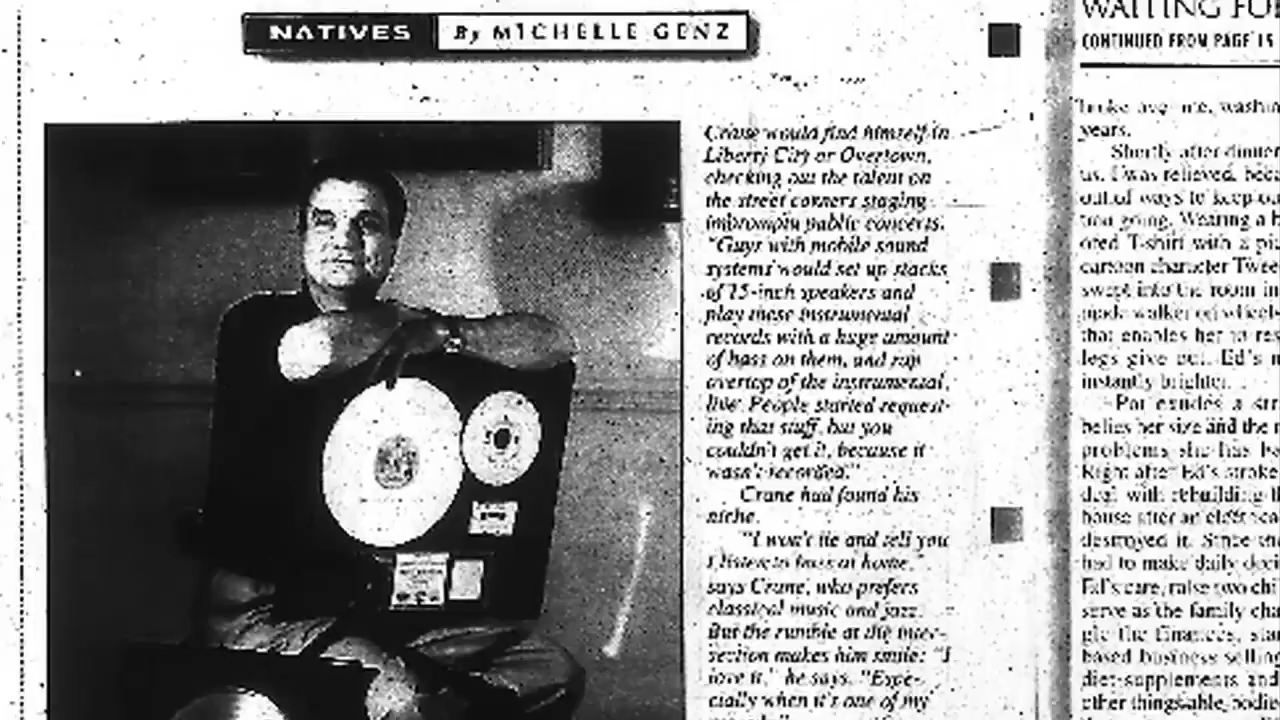 NATIVES By MICHELLE GENZ
Crane would find himself in
Liberty City or Overtown,
checking out the talent on
the street corners staging
impromptu public concerts.
"Guys with mobile sound
systems would set up stacks
of 15-inch speakers and
play these instrumental
records with a huge amount
of bass on them, and rap
overtop of the instrumental,
live. People started request-
ing that stuff, but you
couldn't get it, because it
wasn't recorded."
Crane had found his
niche.
"I won't lie and tell you
I listen to bass at home,
says Crane, who prefers
classical music and jazz.
But the rumble at the inter-
section makes him smile: "I
love it," he says. "Espe-
cially when it's one of my
WAITING FOR
CONTINUED FROM PAGE 15
years.
Shortly after dinner
us. I was relieved,
out of ways to keep
going. Wearing a
T-shirt with a
cartoon character
swept into the room in
walker on wheels
that enables her to
legs give out. Ed's
instantly brighter.
Pat exudes a
belies her size and the
problems she has
Right after Ed's stroke
deal with rebuilding
house after an
destroyed it. Since
had to make daily
Ed's care, raise two
serve as the family
gle the finances,
based business selling
diet supplements and
other things